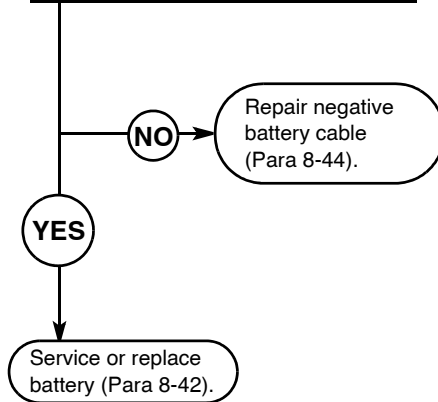 NO
Repair negative
battery cable
(Para 8-44).
YES
Service or replace
battery (Para 8-42).